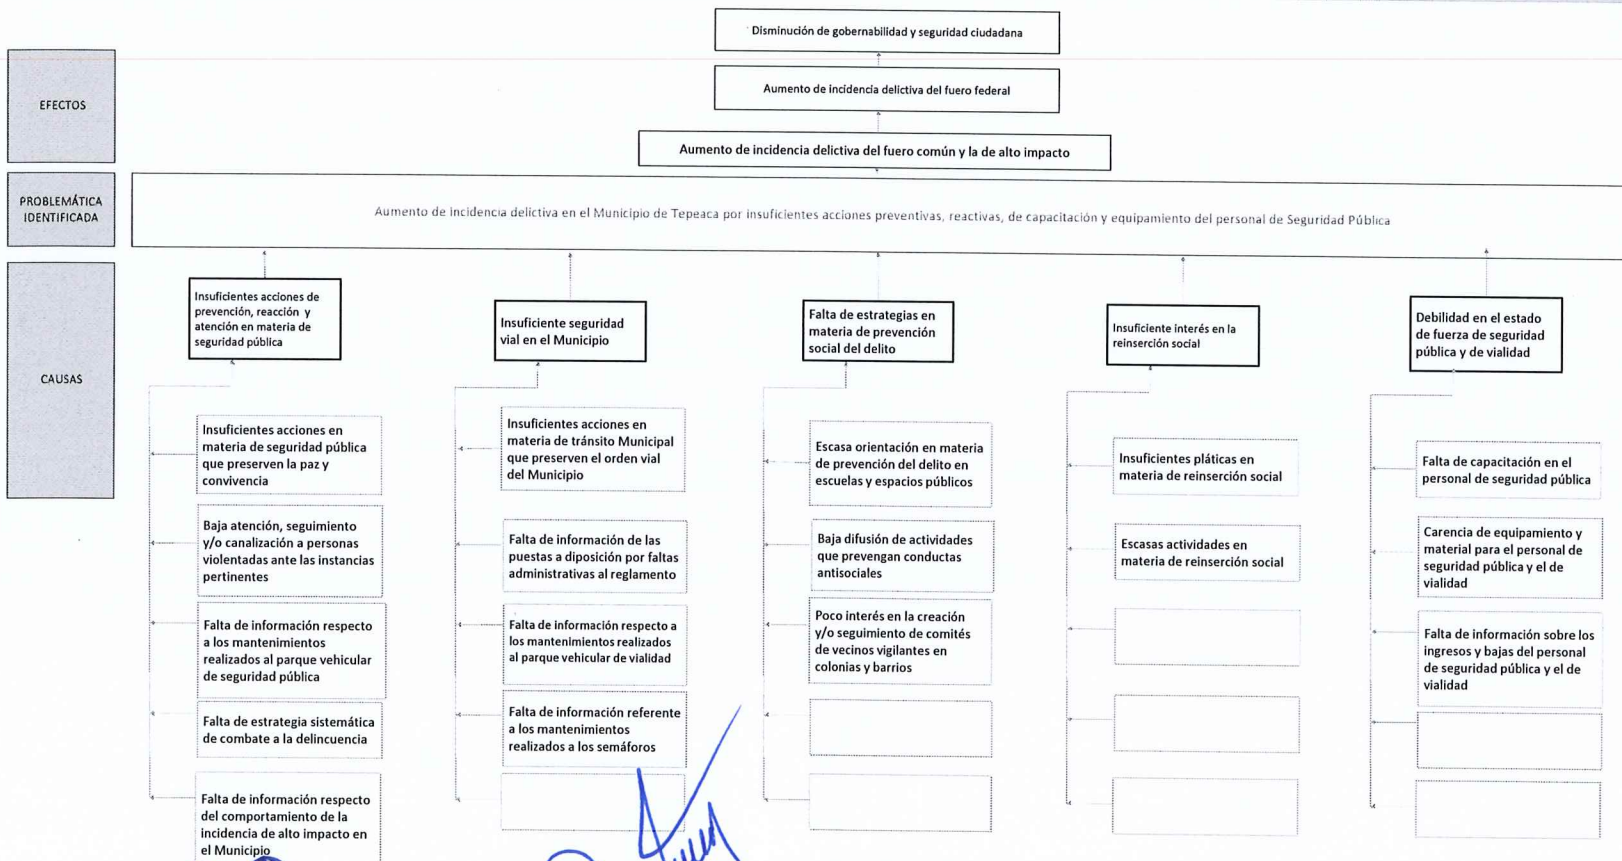 Disminución de gobernabilidad y seguridad ciudadana
EFECTOS
Aumento de incidencia delictiva del fuero federal
Aumento de incidencia delictiva del fuero común y la de alto impacto
PROBLEMÁTICA
IDENTIFICADA
Aumento de incidencia delictiva en el Municipio de Tepeaca por insuficientes acciones preventivas, reactivas, de capacitación y equipamiento del personal de Seguridad Pública
CAUSAS
Insuficientes acciones de
prevención, reacción y
atención en materia de
seguridad pública
Insuficientes acciones en
materia de seguridad pública
que preserven la paz y
convivencia
Baja atención, seguimiento
y/o canalización a personas
violentadas ante las instancias
pertinentes
Falta de información respecto
a los mantenimientos
realizados al parque vehicular
de seguridad pública
Falta de estrategia sistemática
de combate a la delincuencia
Falta de información respecto
del comportamiento de la
incidencia de alto impacto en
el Municipio
Insuficiente seguridad
vial en el Municipio
Insuficientes acciones en
materia de tránsito Municipal
que preserven el orden vial
del Municipio
Falta de información de las
puestas a disposición por faltas
administrativas al reglamento
Falta de información respecto a
los mantenimientos realizados
al parque vehicular de vialidad
Falta de información referente
a los mantenimientos
realizados a los semáforos
Falta de estrategias en
materia de prevención
social del delito
Escasa orientación en materia
de prevención del delito en
escuelas y espacios públicos
Baja difusión de actividades
que prevengan conductas
antisociales
Poco interés en la creación
y/o seguimiento de comités
de vecinos vigilantes en
colonias y barrios
Insuficiente interés en la
reinserción social
Insuficientes pláticas en
materia de reinserción social
Escasas actividades en
materia de reinserción social
Debilidad en el estado
de fuerza de seguridad
pública y de vialidad
Falta de capacitación en el
personal de seguridad pública
Carencia de equipamiento y
material para el personal de
seguridad pública y el de
vialidad
Falta de información sobre los
ingresos y bajas del personal
de seguridad pública y el de
vialidad